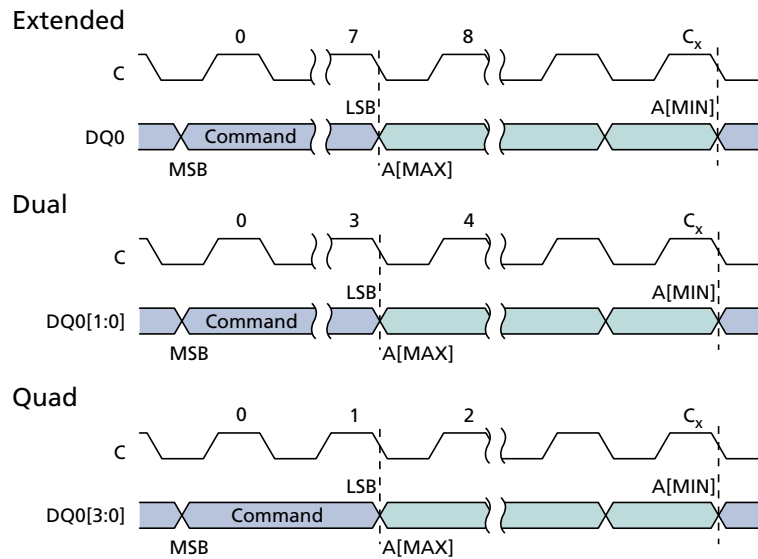 Extended
0 7 8 Cx
C
LSB A[MIN]
DQ0 Command
MSB A[MAX]
Dual
0 3 4 Cx
C
LSB A[MIN]
DQ0[1:0] Command
MSB A[MAX]
Quad
0 1 2 Cx
C
LSB A[MIN]
DQ0[3:0] Command
MSB A[MAX]